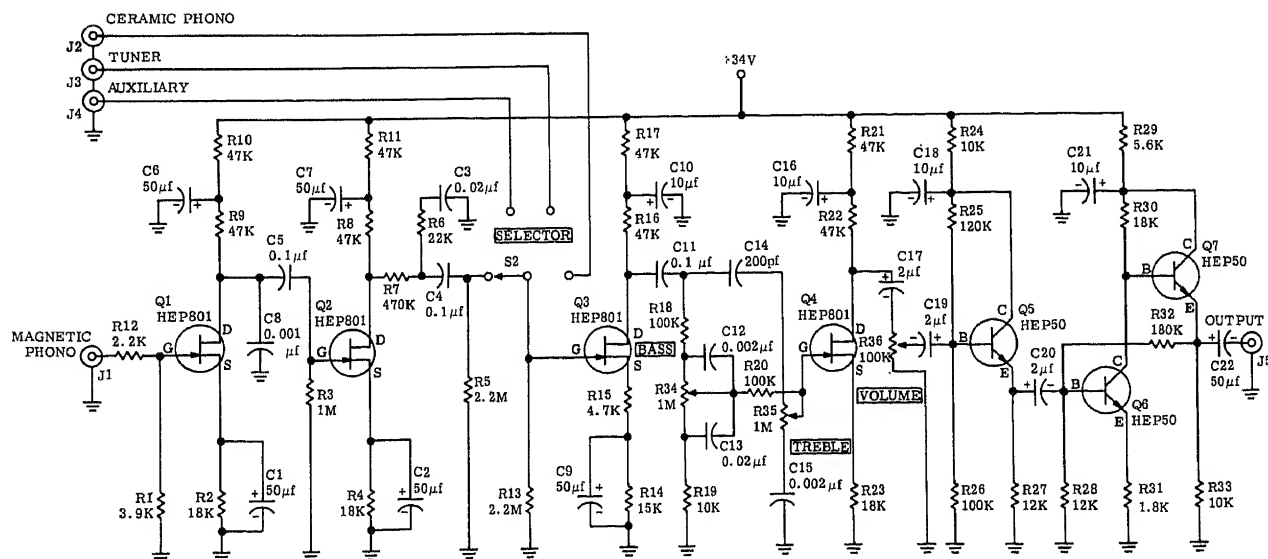 CERAMIC PHONO
J2
TUNER
J3
AUXILIARY
J4
+34V
R10
47K
R11
47K
R17
47K
R21
47K
R24
10K
R29
5.6K
C6
50µf
C7
50µf
C3
0.02µf
C10
10µf
C16
10µf
C18
10µf
C21
10µf
R9
47K
R8
47K
R6
22K
SELECTOR
R16
47K
R22
47K
R25
120K
R30
18K
C5
0.1µf
R7
470K
C4
0.1µf
S2
C11
0.1 µf
C14
200pf
C17
2µf
C19
2µf
Q7
HEP50
C
B
E
Q1
HEP801
D
G
S
C8
0.001
µf
Q2
HEP801
D
G
S
Q3
HEP801
D
G
S
BASS
R18
100K
C12
0.002µf
Q4
HEP801
D
G
S
R36
100K
VOLUME
Q5
HEP50
C
B
E
R32
180K
OUTPUT
J5
C22
50µf
MAGNETIC
PHONO
J1
R12
2.2K
R3
1M
R5
2.2M
R15
4.7K
R34
1M
R20
100K
R35
1M
TREBLE
C20
2µf
C
B
E
Q6
HEP50
C13
0.02µf
C15
0.002µf
R1
3.9K
R2
18K
C1
50µf
R4
18K
C2
50µf
R13
2.2M
C9
50µf
R14
15K
R19
10K
R23
18K
R26
100K
R27
12K
R28
12K
R31
1.8K
R33
10K